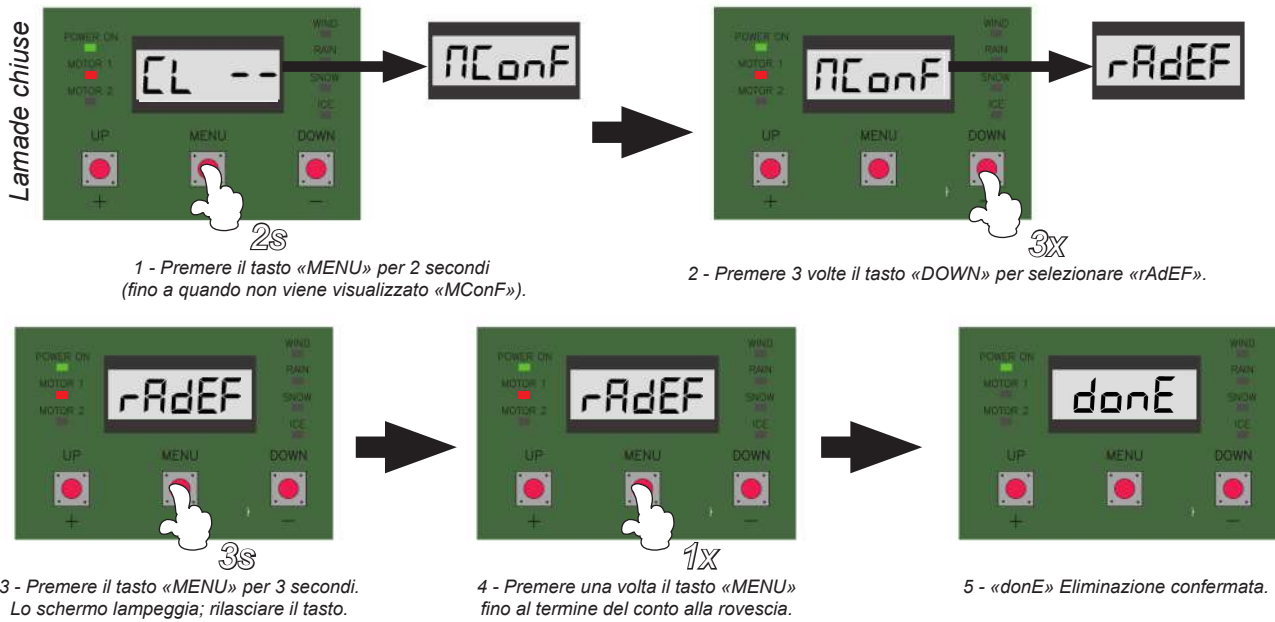 Lamade chiuse
POWER ON
MOTOR 1
MOTOR 2
CL --
WIND
RAIN
SNOW
ICE
UP
MENU
DOWN
+
−
MConF
2s
1 - Premere il tasto «MENU» per 2 secondi
(fino a quando non viene visualizzato «MConF»).
POWER ON
MOTOR 1
MOTOR 2
MConF
WIND
RAIN
SNOW
ICE
UP
MENU
DOWN
+
rAdEF
3x
2 - Premere 3 volte il tasto «DOWN» per selezionare «rAdEF».
POWER ON
MOTOR 1
MOTOR 2
rAdEF
WIND
RAIN
SNOW
ICE
UP
MENU
DOWN
+
−
3s
3 - Premere il tasto «MENU» per 3 secondi.
Lo schermo lampeggia; rilasciare il tasto.
POWER ON
MOTOR 1
MOTOR 2
rAdEF
WIND
RAIN
SNOW
ICE
UP
MENU
DOWN
+
−
1x
4 - Premere una volta il tasto «MENU»
fino al termine del conto alla rovescia.
POWER ON
MOTOR 1
MOTOR 2
donE
WIND
RAIN
SNOW
ICE
UP
MENU
DOWN
+
−
5 - «donE» Eliminazione confermata.